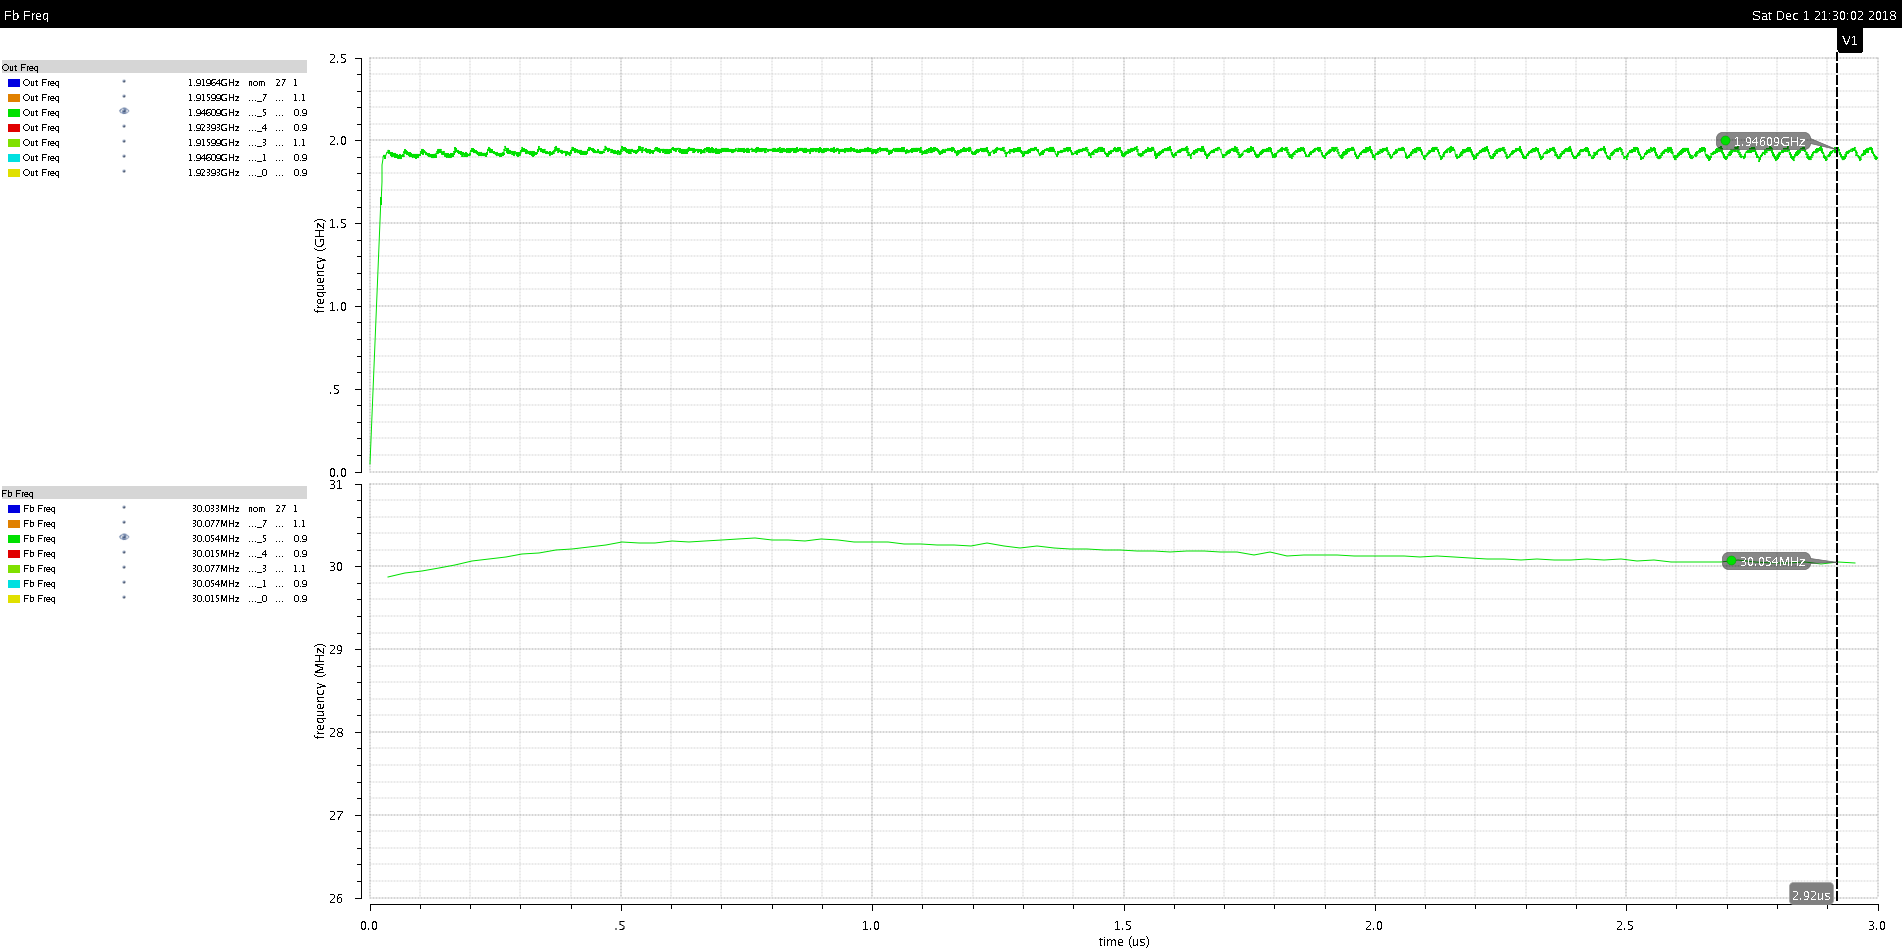 Fb Freq
Sat Dec 1 21:30:02 2018
V1
Out Freq
Out Freq 1.91964GHz nom 27 1
Out Freq 1.91599GHz ..._7 ... 1.1
Out Freq 1.94609GHz ..._5 ... 0.9
Out Freq 1.92393GHz ..._4 ... 0.9
Out Freq 1.91599GHz ..._3 ... 1.1
Out Freq 1.94609GHz ..._1 ... 0.9
Out Freq 1.92393GHz ..._0 ... 0.9
2.5
2.0
1.5
1.0
.5
0.0
frequency (GHz)
1.94609GHz
Fb Freq
Fb Freq 30.033MHz nom 27 1
Fb Freq 30.077MHz ..._7 ... 1.1
Fb Freq 30.054MHz ..._5 ... 0.9
Fb Freq 30.015MHz ..._4 ... 0.9
Fb Freq 30.077MHz ..._3 ... 1.1
Fb Freq 30.054MHz ..._1 ... 0.9
Fb Freq 30.015MHz ..._0 ... 0.9
31
30
29
28
27
26
frequency (MHz)
30.054MHz
2.92us
0.0 .5 1.0 1.5 2.0 2.5 3.0
time (us)